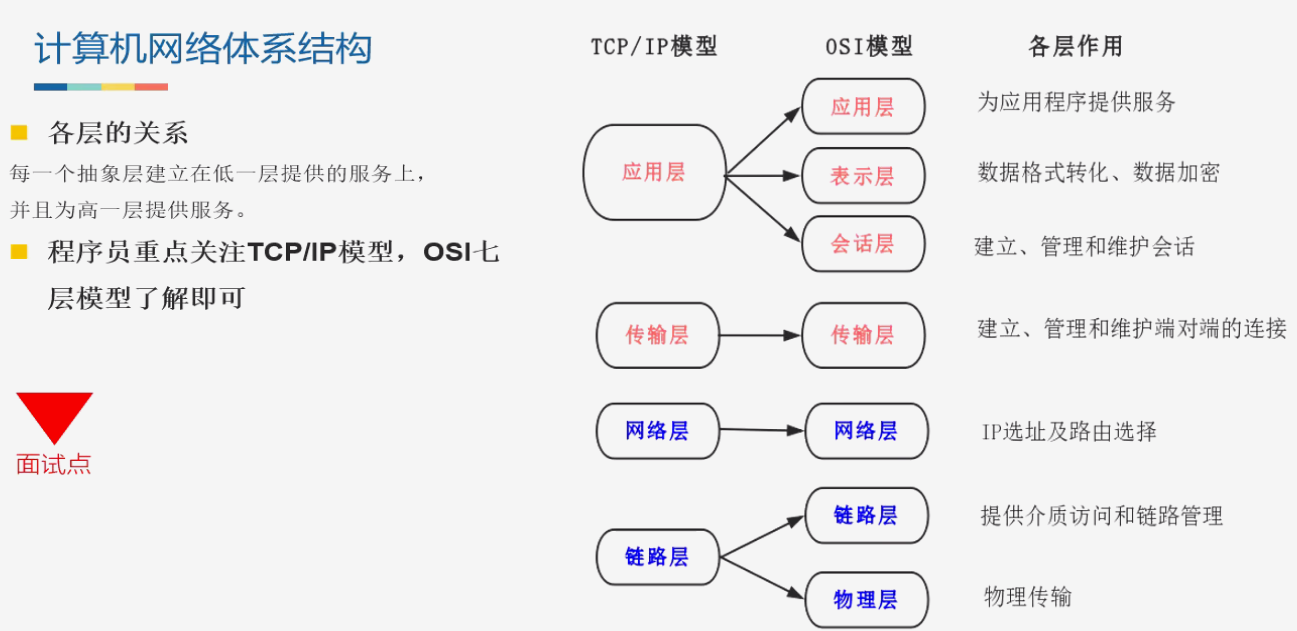 计算机网络体系结构
各层的关系
每一个抽象层建立在低一层提供的服务上，
并且为高一层提供服务。
程序员重点关注TCP/IP模型，OSI七
层模型了解即可
面试点
TCP/IP模型
OSI模型
各层作用
应用层
应用层
为应用程序提供服务
表示层
数据格式转化、数据加密
会话层
建立、管理和维护会话
传输层
传输层
建立、管理和维护端对端的连接
网络层
网络层
IP选址及路由选择
链路层
链路层
提供介质访问和链路管理
物理层
物理传输